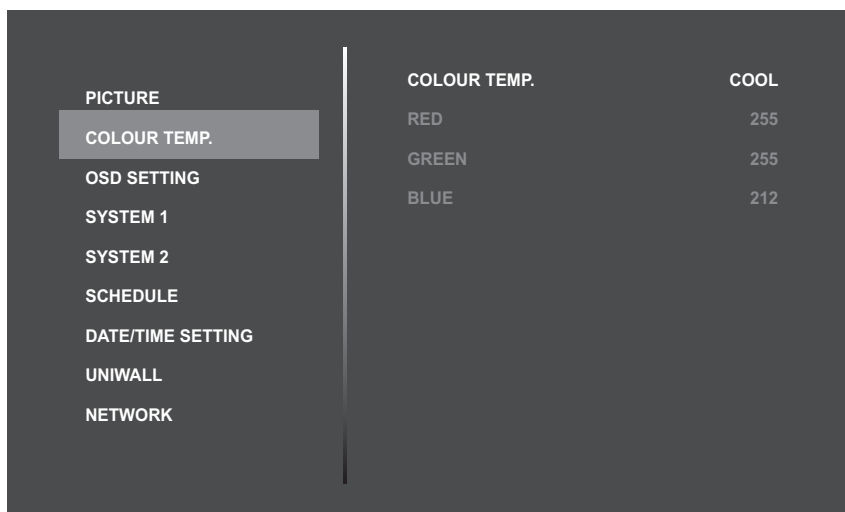 PICTURE
COLOUR TEMP.
OSD SETTING
SYSTEM 1
SYSTEM 2
SCHEDULE
DATE/TIME SETTING
UNIWALL
NETWORK
COLOUR TEMP. COOL
RED 255
GREEN 255
BLUE 212